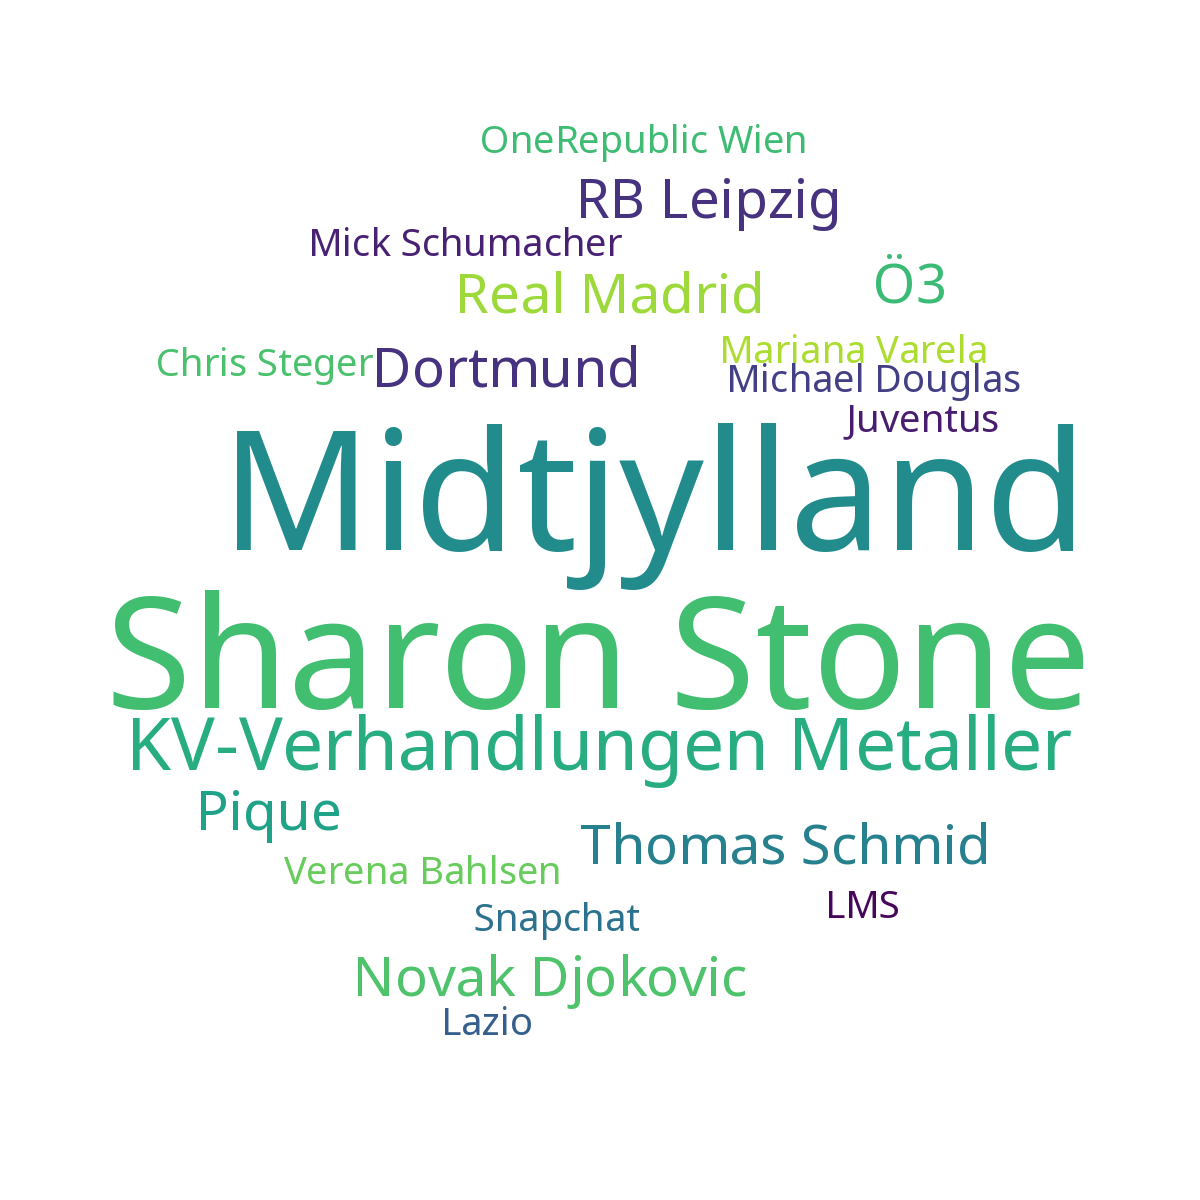 OneRepublic Wien
RB Leipzig
Mick Schumacher
Ö3
Real Madrid
Mariana Varela
Chris Steger
Dortmund
Michael Douglas
Juventus
Midtjylland
Sharon Stone
KV-Verhandlungen Metaller
Pique
Thomas Schmid
Verena Bahlsen
LMS
Snapchat
Novak Djokovic
Lazio